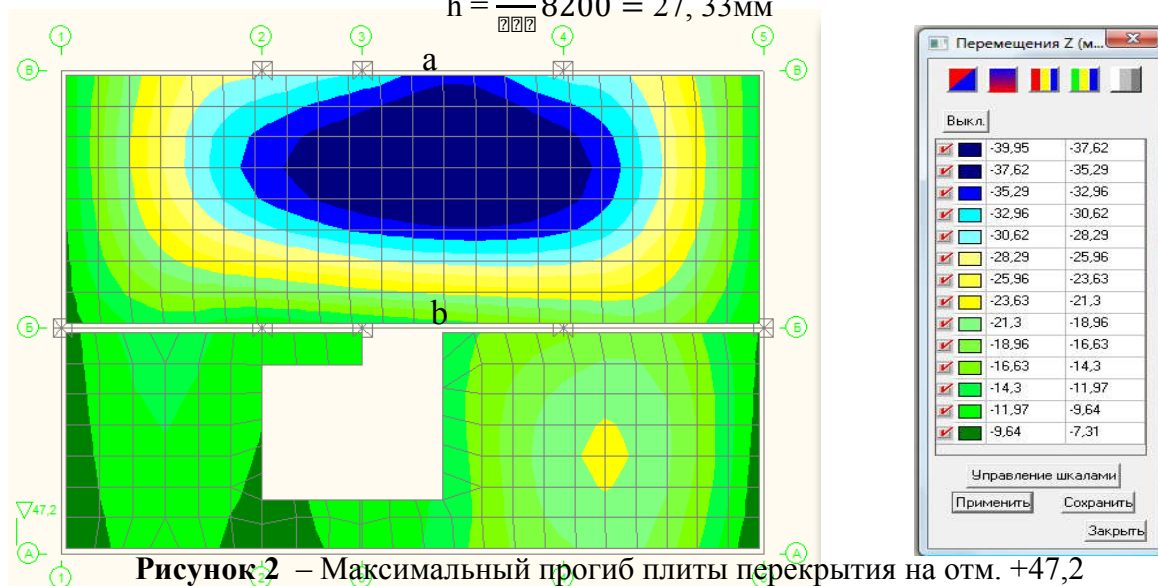 h = 8200 = 27, 33мм
1 2 3 4 5
a
В В
b
Б Б
47,2
А А
1 2 3 4 5
Перемещения Z (м...
Выкл.
-39,95 -37,62
-37,62 -35,29
-35,29 -32,96
-32,96 -30,62
-30,62 -28,29
-28,29 -25,96
-25,96 -23,63
-23,63 -21,3
-21,3 -18,96
-18,96 -16,63
-16,63 -14,3
-14,3 -11,97
-11,97 -9,64
-9,64 -7,31
Управление шкалами
Применить Сохранить
Закрыть
Рисунок 2 – Максимальный прогиб плиты перекрытия на отм. +47,2